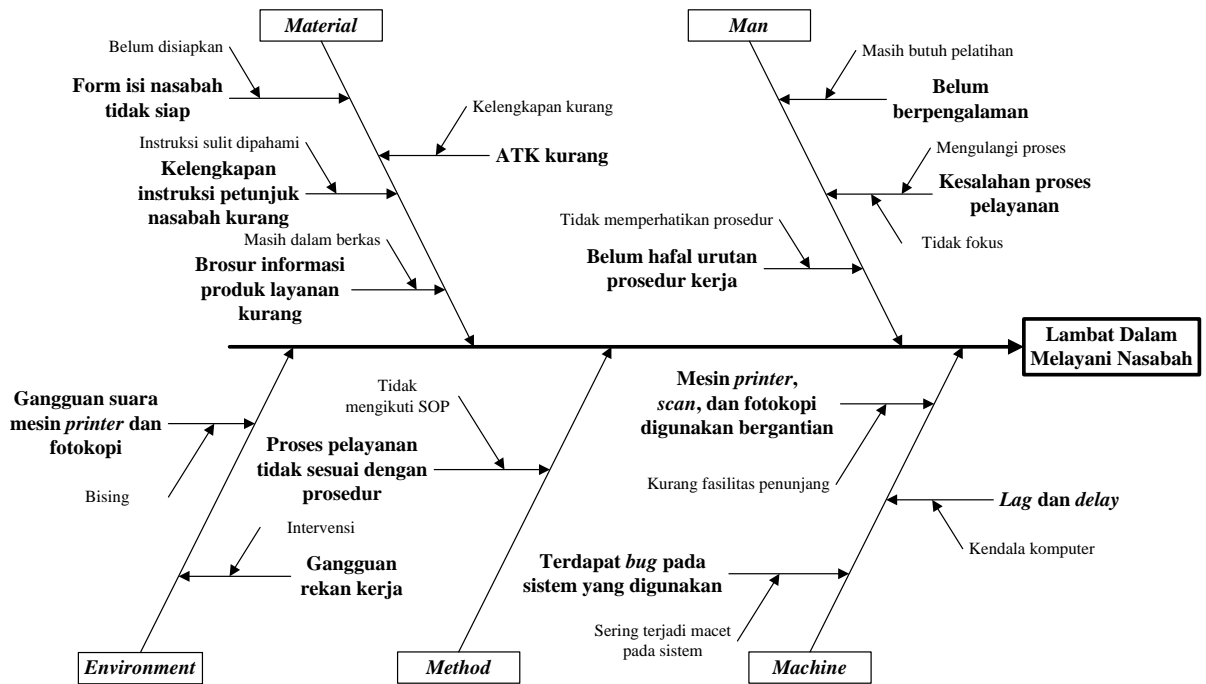 Material
Belum disiapkan
Form isi nasabah
tidak siap
Kelengkapan kurang
ATK kurang
Instruksi sulit dipahami
Kelengkapan
instruksi petunjuk
nasabah kurang
Masih dalam berkas
Brosur informasi
produk layanan
kurang
Man
Masih butuh pelatihan
Belum
berpengalaman
Mengulangi proses
Kesalahan proses
pelayanan
Tidak fokus
Tidak memperhatikan prosedur
Belum hafal urutan
prosedur kerja
Lambat Dalam
Melayani Nasabah
Gangguan suara
mesin printer dan
fotokopi
Bising
Intervensi
Gangguan
rekan kerja
Environment
Tidak
mengikuti SOP
Proses pelayanan
tidak sesuai dengan
prosedur
Method
Mesin printer,
scan, dan fotokopi
digunakan bergantian
Kurang fasilitas penunjang
Lag dan delay
Kendala komputer
Terdapat bug pada
sistem yang digunakan
Sering terjadi macet
pada sistem
Machine